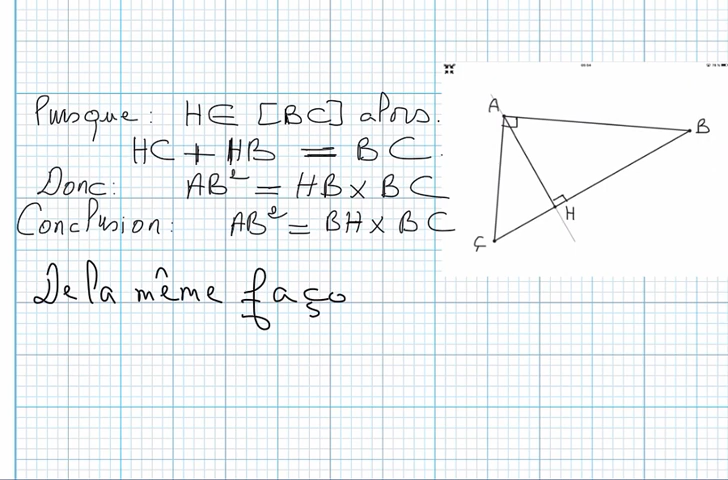 Puisque: H∈ [BC] alors.
HC + HB = BC.
Donc: AB² = HB × BC
Conclusion: AB² = BH × BC
De la même faço
A
B
H
C